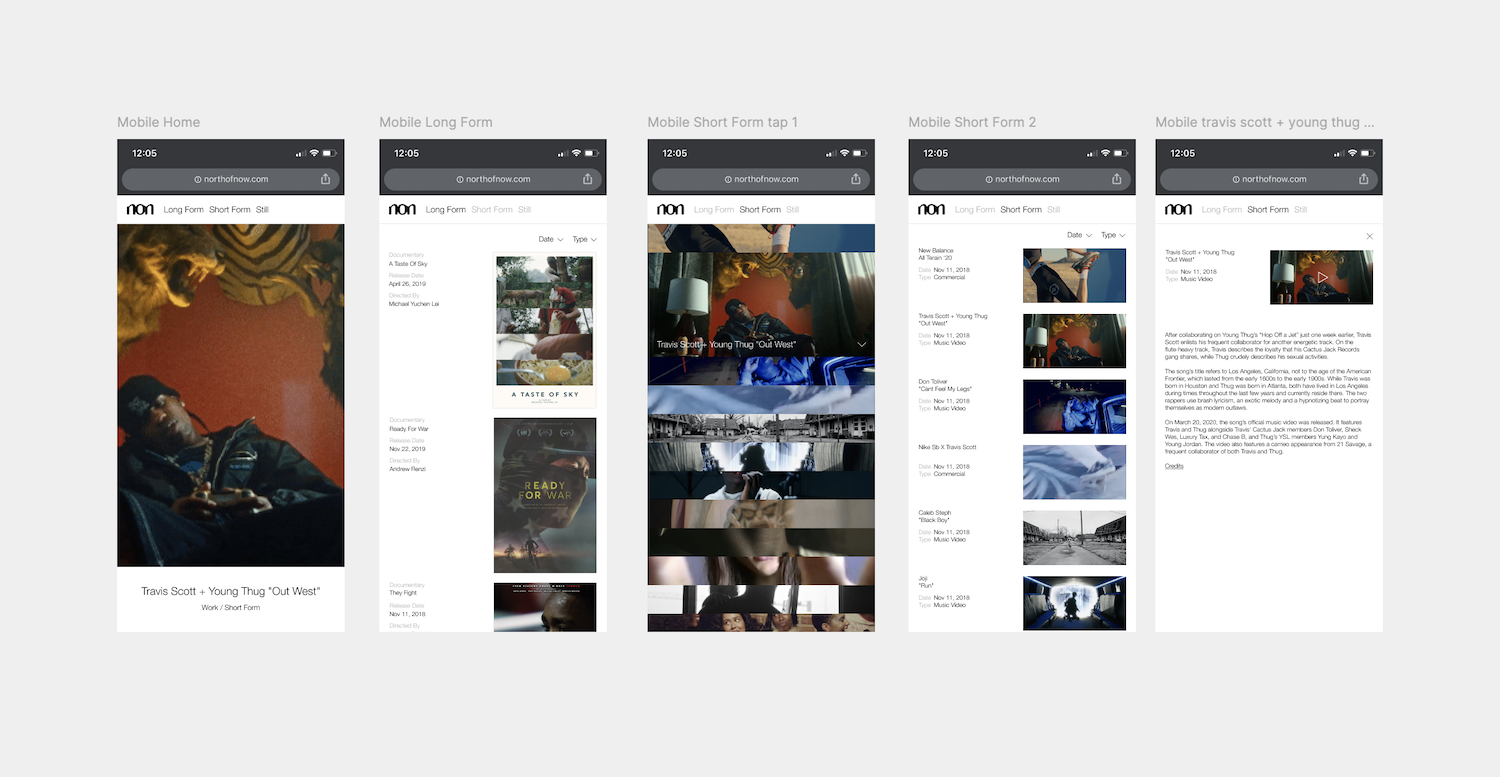 Mobile Home
12:05
northofnow.com
non Long Form Short Form Still
Travis Scott + Young Thug "Out West"
Work / Short Form
Mobile Long Form
12:05
northofnow.com
non Long Form Short Form Still
Date Type
Documentary
A Taste Of Sky
Release Date
April 26, 2019
Directed By
Michael Yuchen Lei
A TASTE OF SKY
Documentary
Ready For War
Release Date
Nov 22, 2019
Directed By
Andrew Renzi
READY
FOR WAR
Documentary
They Fight
Release Date
Nov 11, 2018
Directed By
Mobile Short Form tap 1
12:05
northofnow.com
non Long Form Short Form Still
Travis Scott + Young Thug "Out West"
Mobile Short Form 2
12:05
northofnow.com
non Long Form Short Form Still
Date Type
New Balance
All Terain '20
Date Nov 11, 2018
Type Commercial
Travis Scott + Young Thug
"Out West"
Date Nov 11, 2018
Type Music Video
Don Toliver
"Cant Feel My Legs"
Date Nov 11, 2018
Type Music Video
Nike Sb X Travis Scott
Date Nov 11, 2018
Type Commercial
Caleb Steph
"Black Boy"
Date Nov 11, 2018
Type Music Video
Joji
"Run"
Date Nov 11, 2018
Type Music Video
Mobile travis scott + young thug ...
12:05
northofnow.com
non Long Form Short Form Still
Travis Scott + Young Thug
"Out West"
Date Nov 11, 2018
Type Music Video
After collaborating on Young Thug's "Hop Off a Jet" just one week earlier, Travis
Scott enlists his frequent collaborator for another energetic track. On the
flute heavy track, Travis describes the loyalty that his Cactus Jack Records
gang shares, while Thug crudely describes his sexual activities.
The song's title refers to Los Angeles, California, not to the age of the American
Frontier, which lasted from the early 1600s to the early 1900s. While Travis was
born in Houston and Thug was born in Atlanta, both have lived in Los Angeles
during times throughout the last few years and currently reside there. The two
rappers use brash lyricism, an exotic melody and a hypnotizing beat to portray
themselves as modern outlaws.
On March 20, 2020, the song's official music video was released. It features
Travis and Thug alongside Travis' Cactus Jack members Don Toliver, Sheck
Wes, Luxury Tax, and Chase B, and Thug's YSL members Yung Kayo and
Young Jordan. The video also features a cameo appearance from 21 Savage, a
frequent collaborator of both Travis and Thug.
Credits